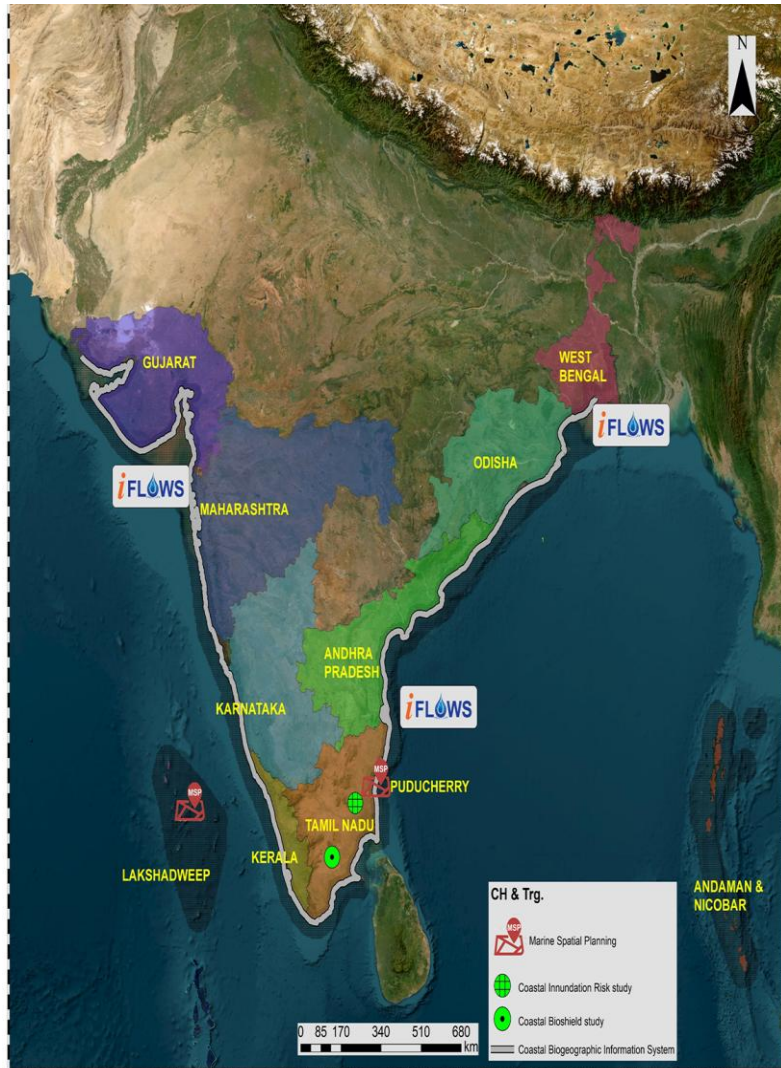 N
GUJARAT
WEST
BENGAL
iFLOWS
ODISHA
iFLOWS
MAHARASHTRA
ANDHRA
PRADESH
KARNATAKA
iFLOWS
MSP
PUDUCHERRY
MSP
TAMIL NADU
KERALA
LAKSHADWEEP
ANDAMAN &
NICOBAR
CH & Trg.
MSP
Marine Spatial Planning
Coastal Innundation Risk study
Coastal Bioshield study
Coastal Biogeographic Information System
0 85 170 340 510 680
km